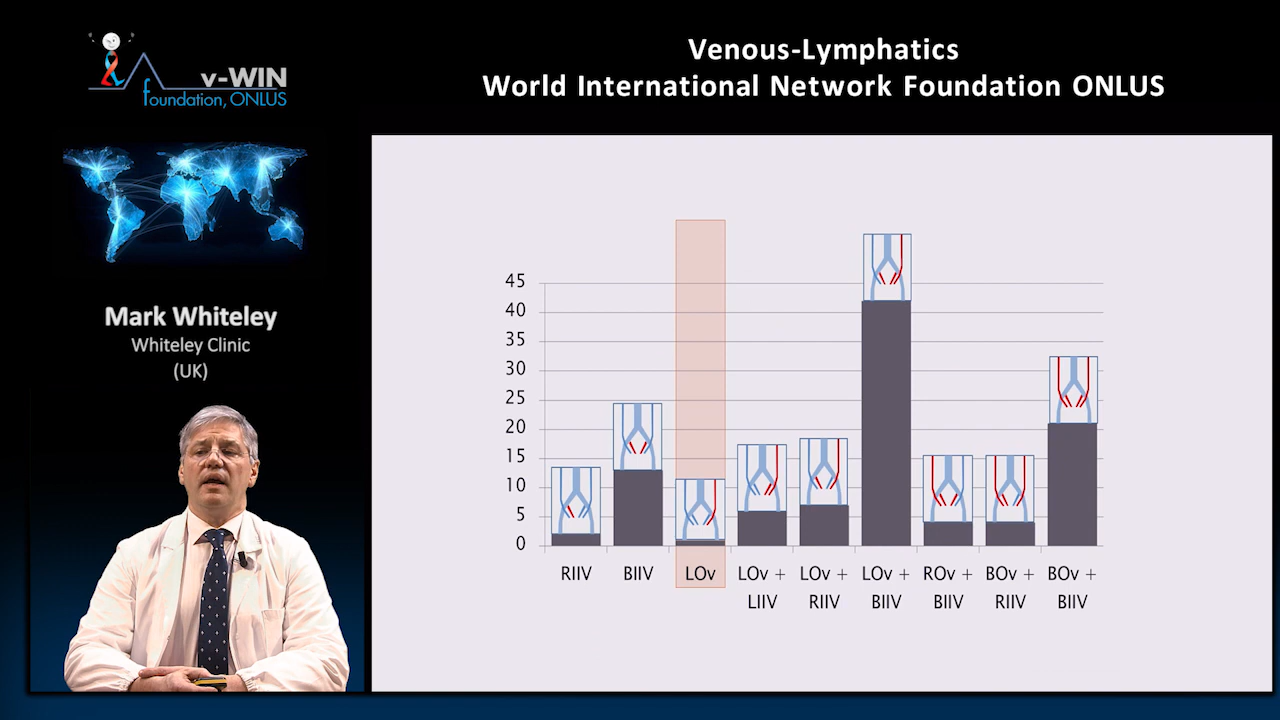 v-WIN
foundation, ONLUS
Venous-Lymphatics
World International Network Foundation ONLUS
Mark Whiteley
Whiteley Clinic
(UK)
45
40
35
30
25
20
15
10
5
0
RIIV
BIIV
LOv
LOv + LIIV
LOv + RIIV
LOv + BIIV
ROv + BIIV
BOv + RIIV
BOv + BIIV